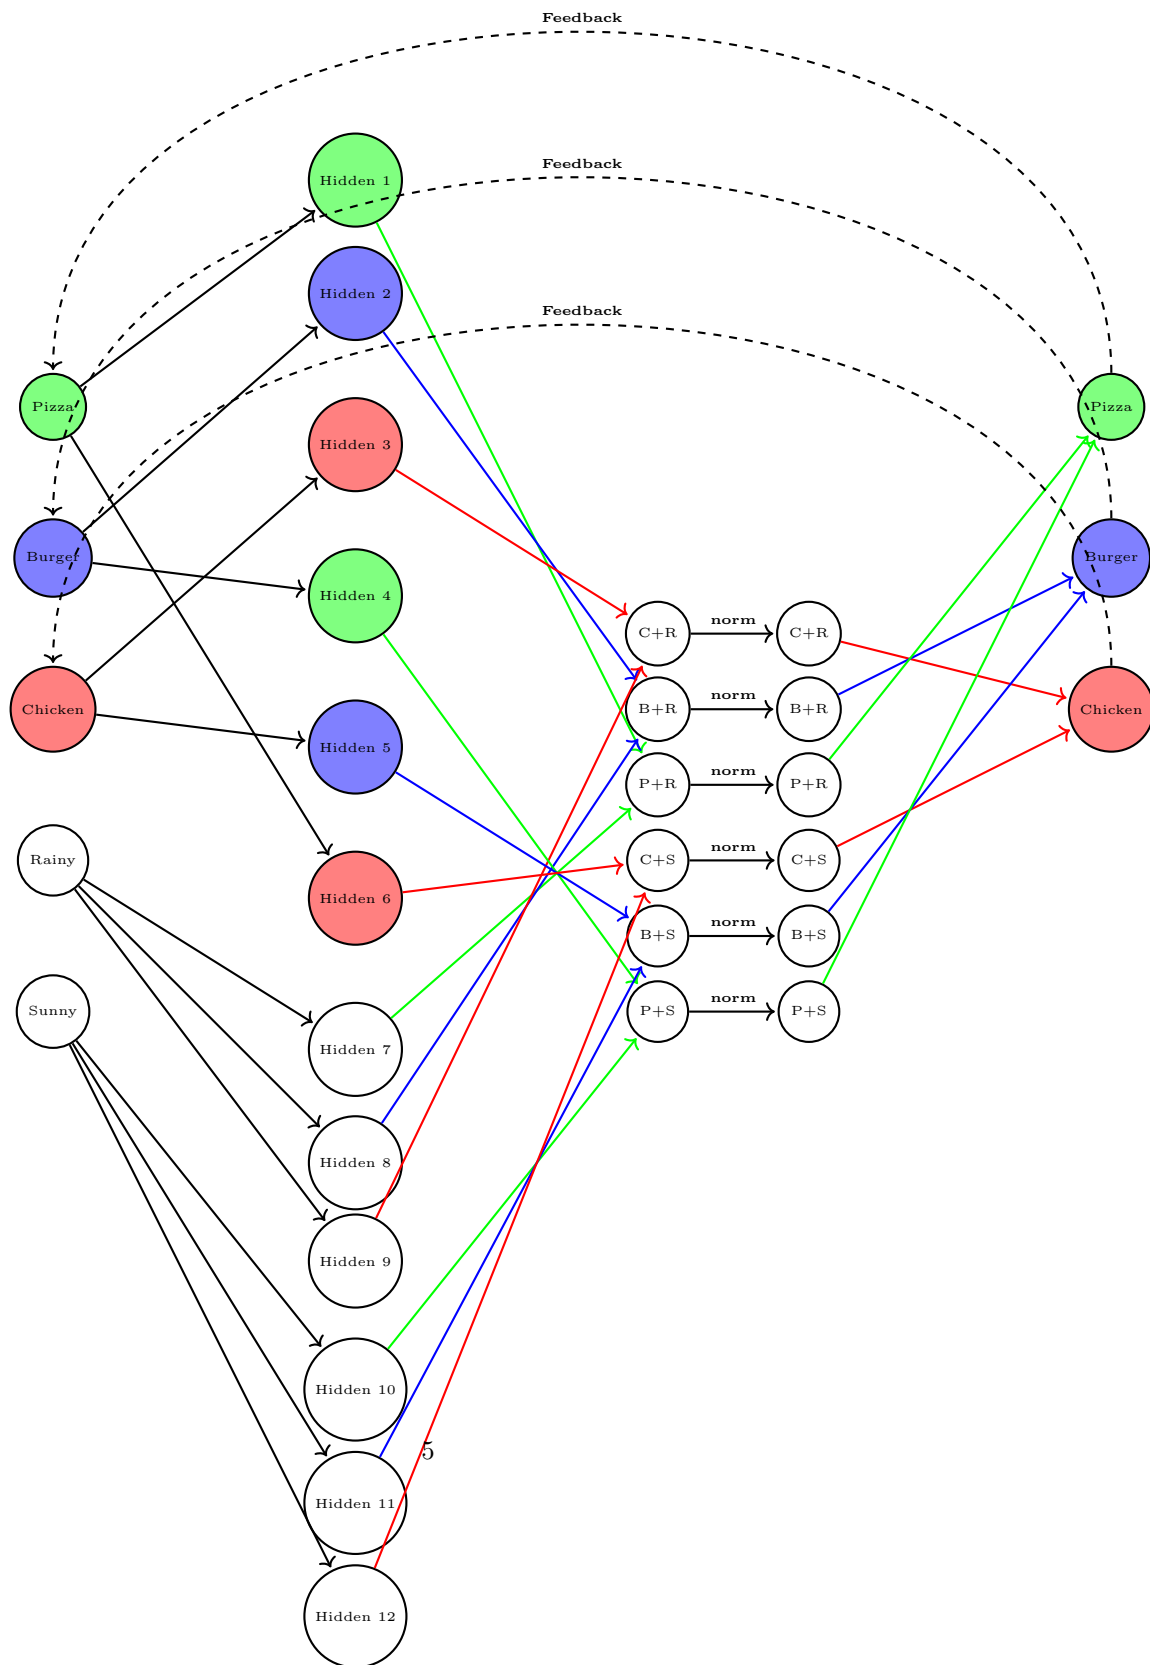 Feedback
Feedback
Feedback
Hidden 1
Hidden 2
Hidden 3
Hidden 4
Hidden 5
Hidden 6
Hidden 7
Hidden 8
Hidden 9
Hidden 10
Hidden 11
Hidden 12
Pizza
Burger
Chicken
Rainy
Sunny
C+R norm C+R
B+R norm B+R
P+R norm P+R
C+S norm C+S
B+S norm B+S
P+S norm P+S
Pizza
Burger
Chicken
5